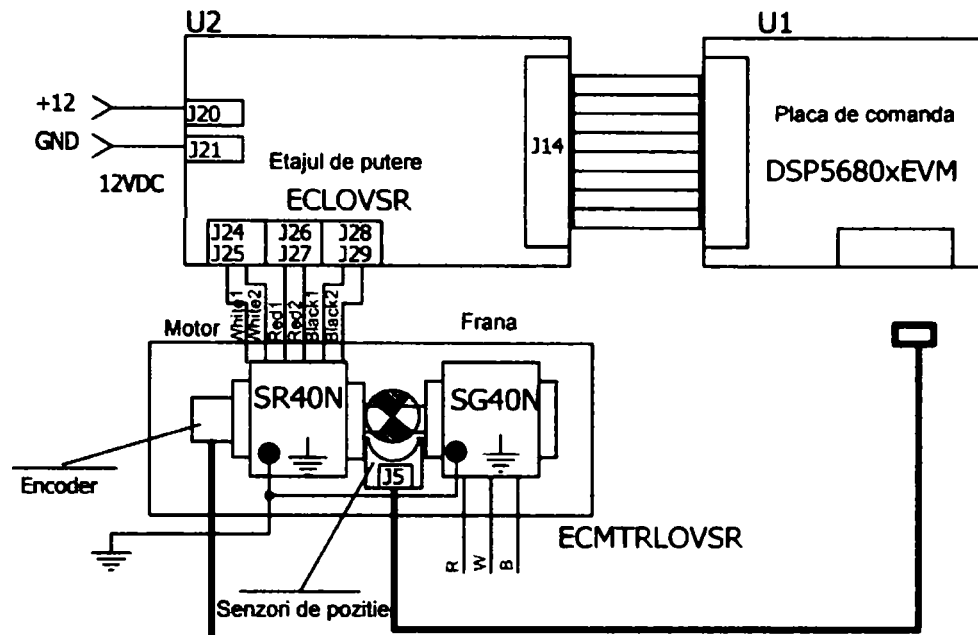 U2
U1
+12
GND
12VDC
J20
J21
Etajul de putere
ECLOVSR
J14
Placa de comanda
DSP5680xEVM
J24
J25
J26
J27
J28
J29
White1
White2
Red1
Red2
Black1
Black2
Motor
Frana
SR40N
SG40N
J5
Encoder
Senzori de pozitie
R
W
B
ECMTRLOVSR